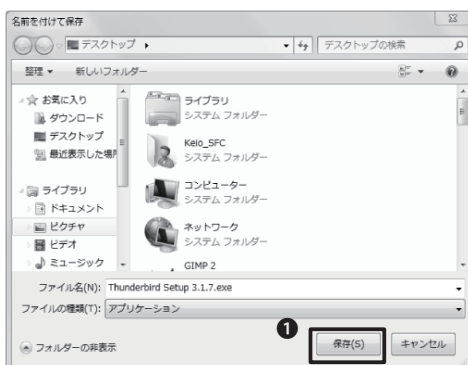 名前を付けて保存
デスクトップ
デスクトップの検索
整理 新しいフォルダー
お気に入り
ダウンロード
デスクトップ
最近表示した場所
ライブラリ
ドキュメント
ピクチャ
ビデオ
ミュージック
ライブラリ
システム フォルダー
Keio_SFC
システム フォルダー
コンピューター
システム フォルダー
ネットワーク
システム フォルダー
GIMP 2
ファイル名(N): Thunderbird Setup 3.1.7.exe
ファイルの種類(T): アプリケーション
❶
フォルダーの非表示
保存(S)
キャンセル